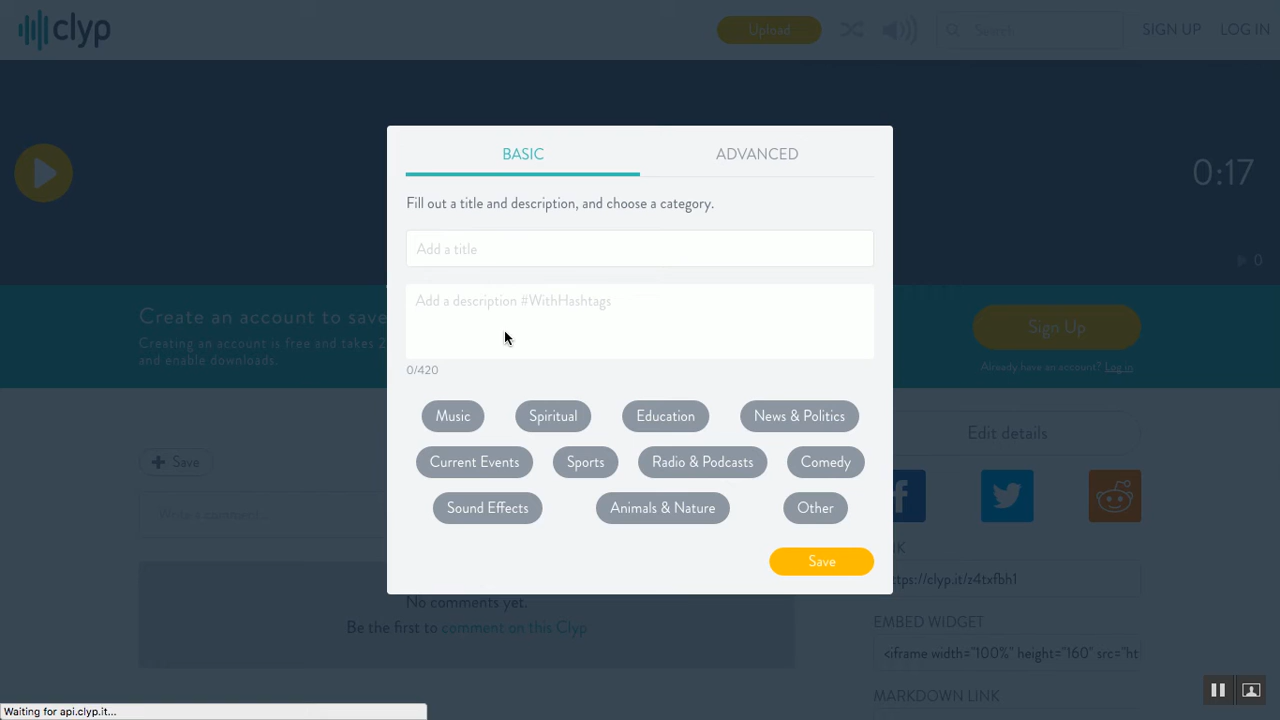 clyp
Upload
Search
SIGN UP
LOG IN
0:17
0
BASIC
ADVANCED
Fill out a title and description, and choose a category.
Add a title
Add a description #WithHashtags
0/420
Music
Spiritual
Education
News & Politics
Current Events
Sports
Radio & Podcasts
Comedy
Sound Effects
Animals & Nature
Other
Save
Create an account to save
Creating an account is free and takes 2
and enable downloads.
Sign Up
Already have an account? Log in
Save
Write a comment...
No comments yet.
Be the first to comment on this Clyp
Edit details
ttps://clyp.it/z4txfbh1
EMBED WIDGET
<iframe width="100%" height="160" src="ht
MARKDOWN LINK
Waiting for api.clyp.it...